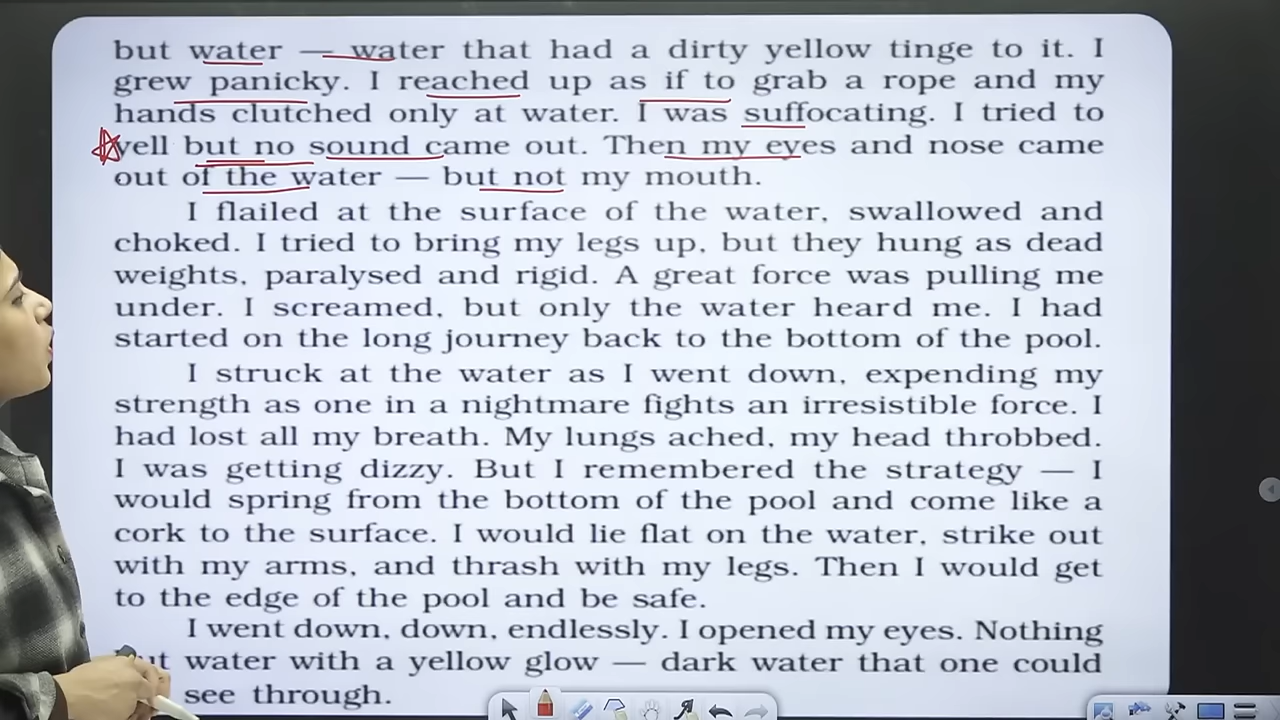 but water — water that had a dirty yellow tinge to it. I
grew panicky. I reached up as if to grab a rope and my
hands clutched only at water. I was suffocating. I tried to
yell but no sound came out. Then my eyes and nose came
out of the water — but not my mouth.
I flailed at the surface of the water, swallowed and
choked. I tried to bring my legs up, but they hung as dead
weights, paralysed and rigid. A great force was pulling me
under. I screamed, but only the water heard me. I had
started on the long journey back to the bottom of the pool.
I struck at the water as I went down, expending my
strength as one in a nightmare fights an irresistible force. I
had lost all my breath. My lungs ached, my head throbbed.
I was getting dizzy. But I remembered the strategy — I
would spring from the bottom of the pool and come like a
cork to the surface. I would lie flat on the water, strike out
with my arms, and thrash with my legs. Then I would get
to the edge of the pool and be safe.
I went down, down, endlessly. I opened my eyes. Nothing
water with a yellow glow — dark water that one could
see through.